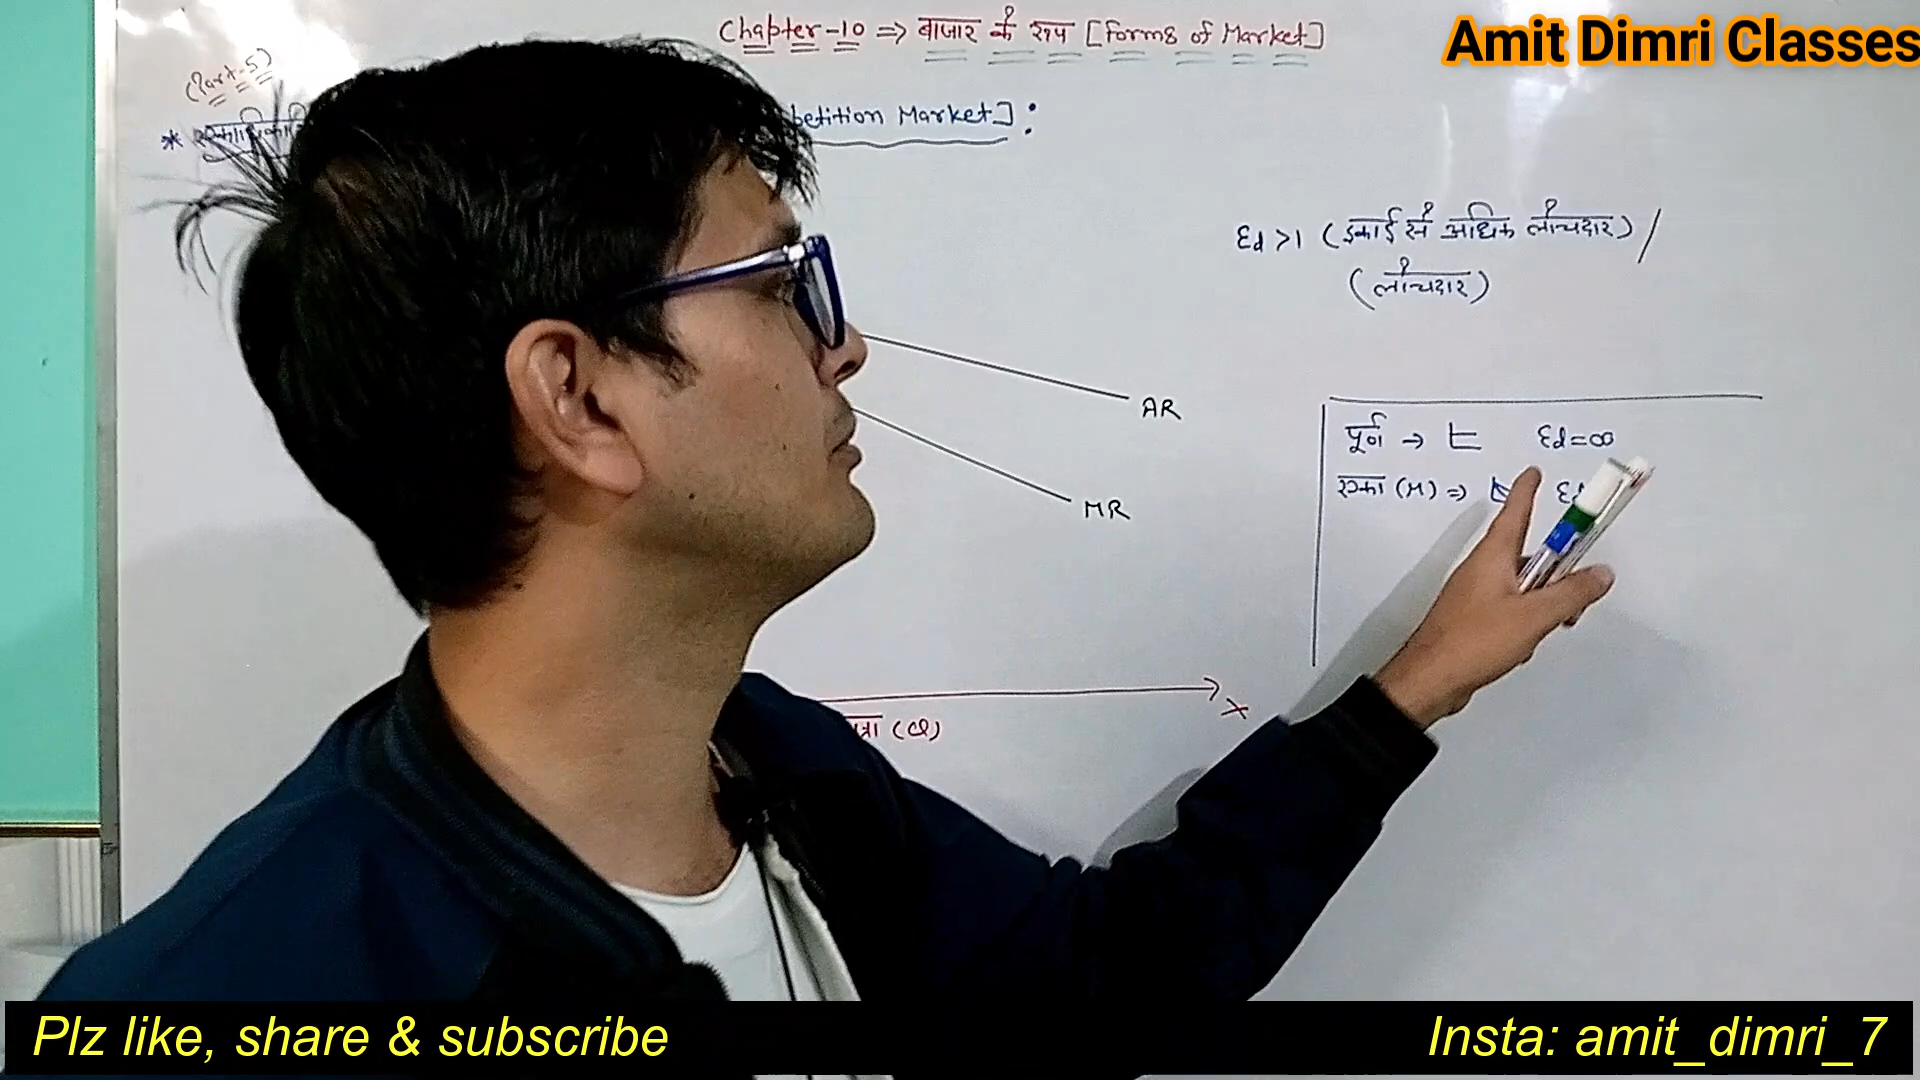 Chapter-10 => बाजार के रूप [Forms of Market]
Amit Dimri Classes
(Part-5)
* petition Market]:
Ed >1 (इकाई से अधिक लोचदार) /
(लोचदार)
AR
MR
पूर्ण → Ed=∞
एका (M) =>
X
(Q)
Plz like, share & subscribe
Insta: amit_dimri_7